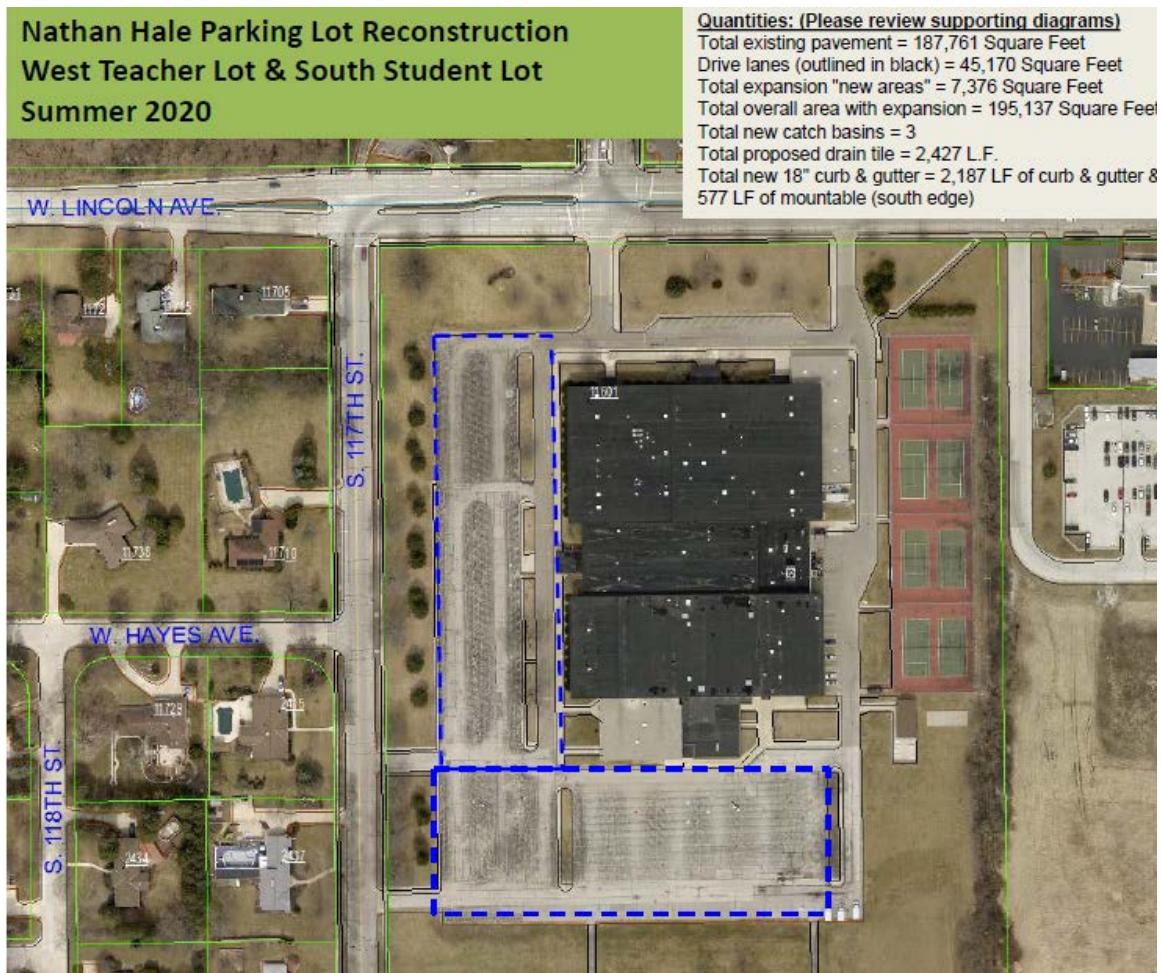 Nathan Hale Parking Lot Reconstruction
West Teacher Lot & South Student Lot
Summer 2020
Quantities: (Please review supporting diagrams)
Total existing pavement = 187,761 Square Feet
Drive lanes (outlined in black) = 45,170 Square Feet
Total expansion "new areas" = 7,376 Square Feet
Total overall area with expansion = 195,137 Square Feet
Total new catch basins = 3
Total proposed drain tile = 2,427 L.F.
Total new 18" curb & gutter = 2,187 LF of curb & gutter &
577 LF of mountable (south edge)
W. LINCOLN AVE.
11705
S. 117TH ST.
11601
11738
11710
W. HAYES AVE.
11729
2415
S. 118TH ST.
2434
2437